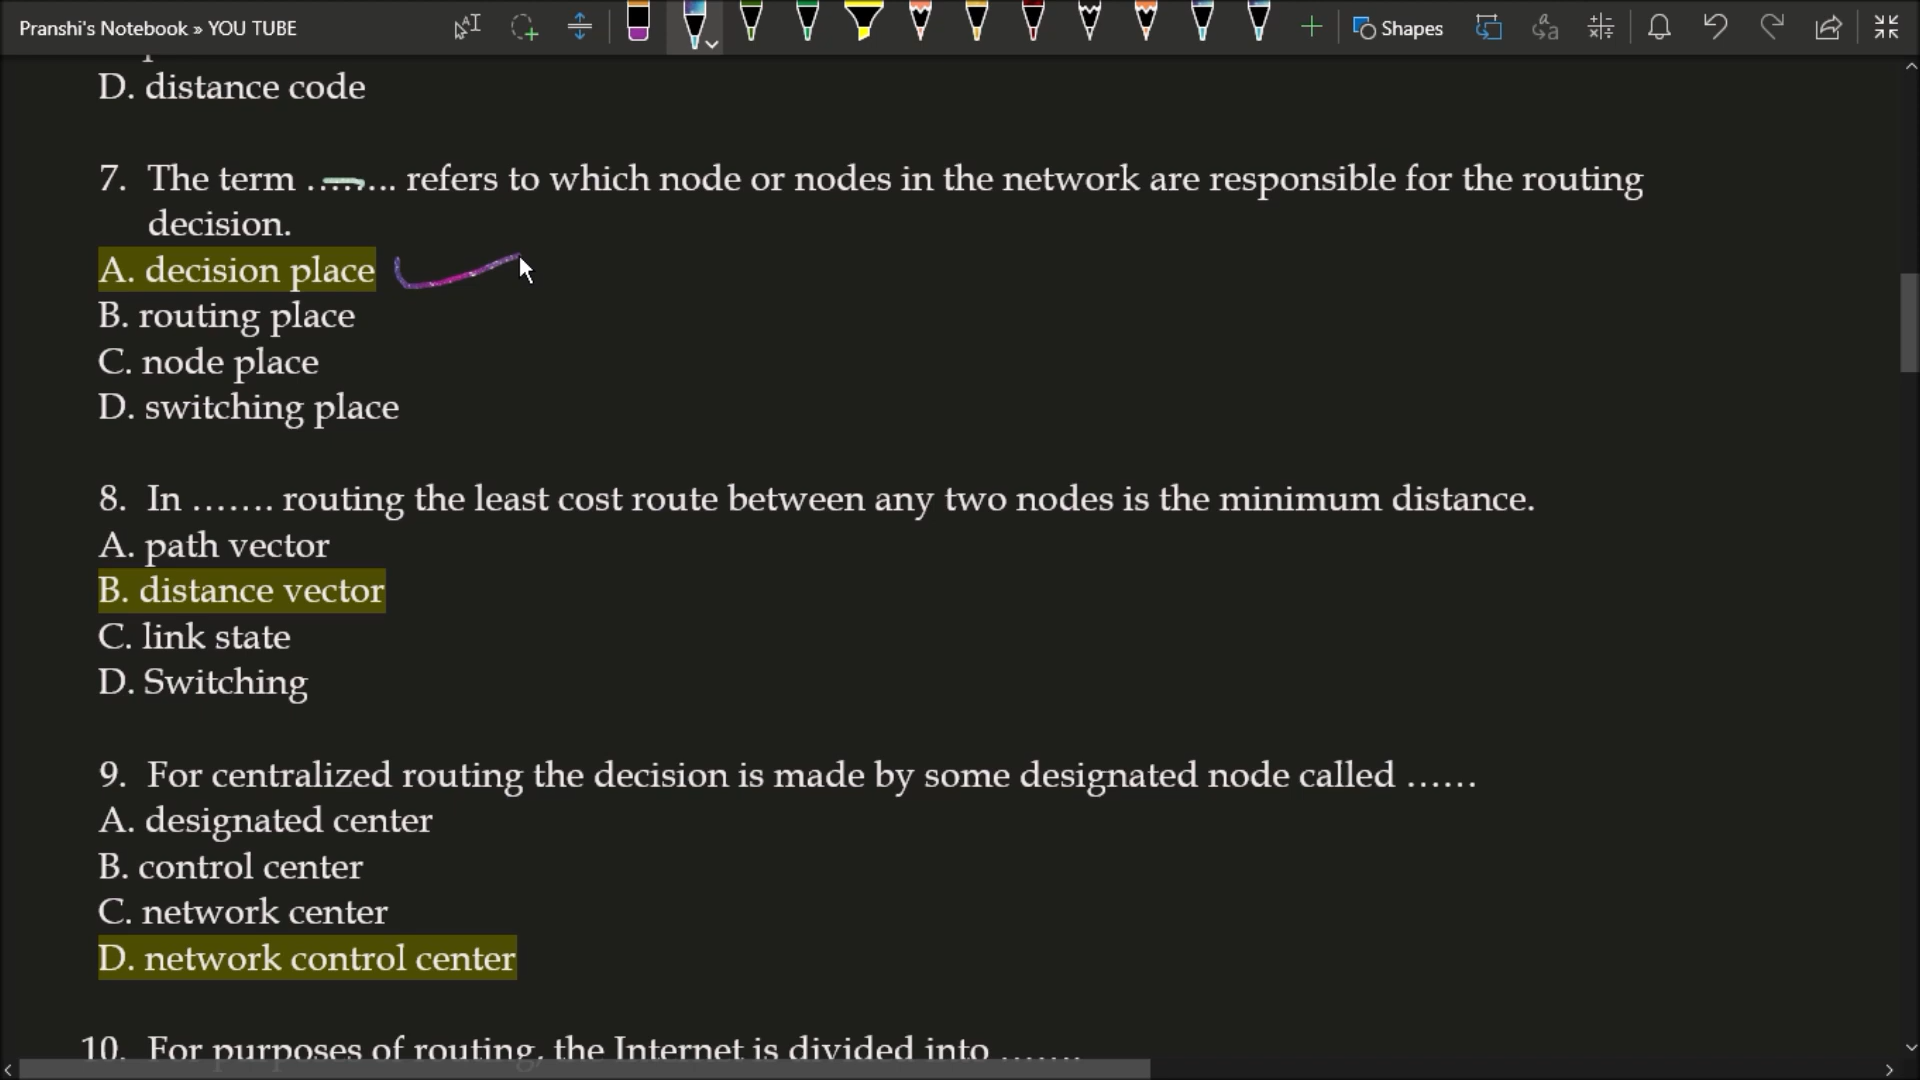 Pranshi's Notebook » YOU TUBE
Shapes
D. distance code
7. The term ........ refers to which node or nodes in the network are responsible for the routing
decision.
A. decision place
B. routing place
C. node place
D. switching place
8. In ....... routing the least cost route between any two nodes is the minimum distance.
A. path vector
B. distance vector
C. link state
D. Switching
9. For centralized routing the decision is made by some designated node called ......
A. designated center
B. control center
C. network center
D. network control center
10. For purposes of routing, the Internet is divided into .......